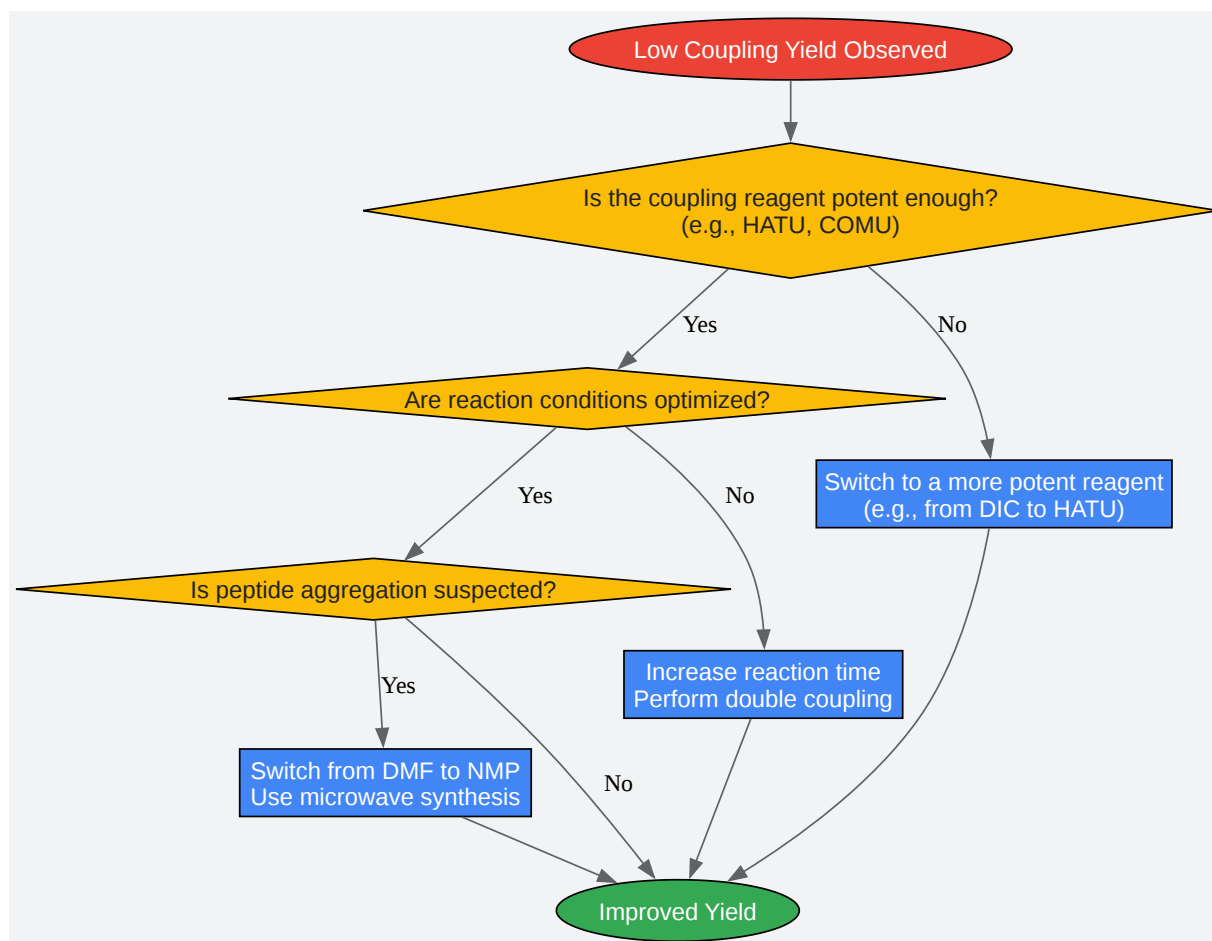 Low Coupling Yield Observed
Is the coupling reagent potent enough?
(e.g., HATU, COMU)
Yes
No
Are reaction conditions optimized?
Switch to a more potent reagent
(e.g., from DIC to HATU)
Yes
No
Is peptide aggregation suspected?
Increase reaction time
Perform double coupling
Yes
Switch from DMF to NMP
Use microwave synthesis
No
Improved Yield